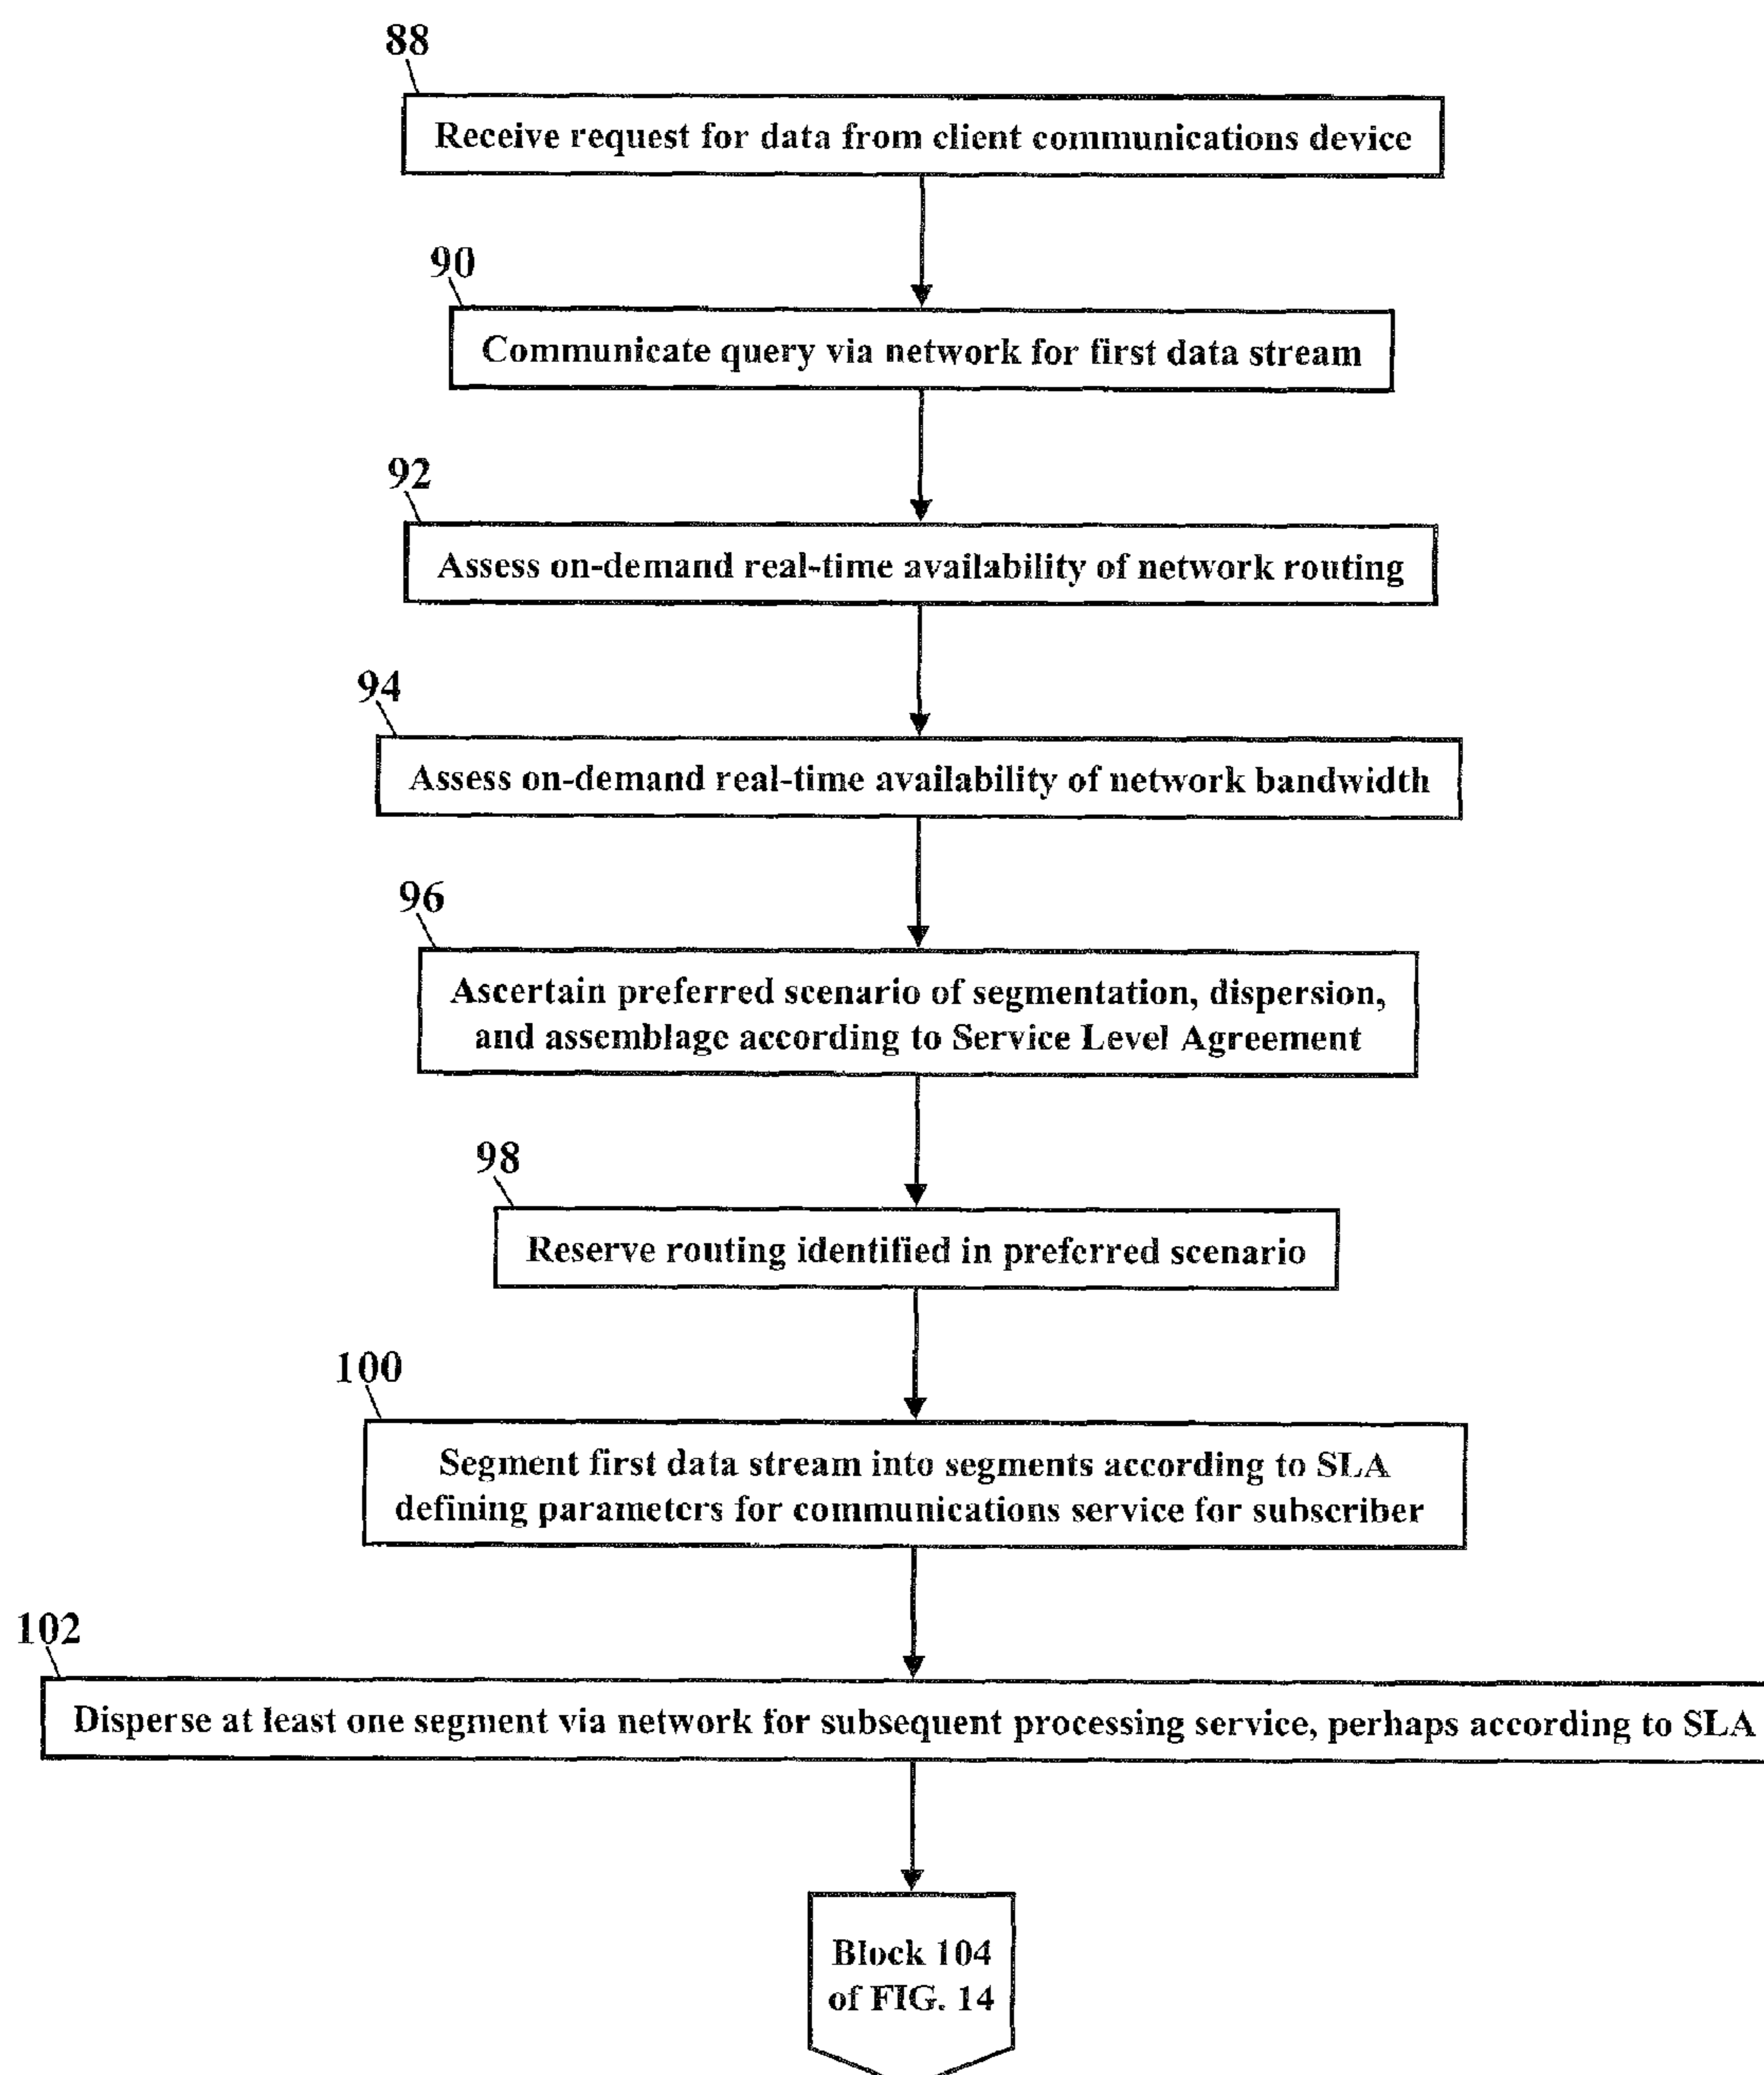 88
Receive request for data from client communications device
90
Communicate query via network for first data stream
92
Assess on-demand real-time availability of network routing
94
Assess on-demand real-time availability of network bandwidth
96
Ascertain preferred scenario of segmentation, dispersion,
and assemblage according to Service Level Agreement
98
Reserve routing identified in preferred scenario
100
Segment first data stream into segments according to SLA
defining parameters for communications service for subscriber
102
Disperse at least one segment via network for subsequent processing service, perhaps according to SLA
Block 104
of FIG. 14